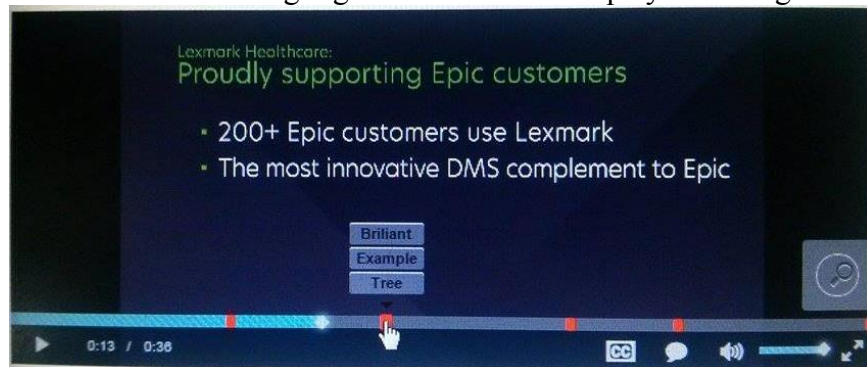 Lexmark Healthcare:
Proudly supporting Epic customers
▪ 200+ Epic customers use Lexmark
▪ The most innovative DMS complement to Epic
Briliant
Example
Tree
0:13 / 0:36
CC